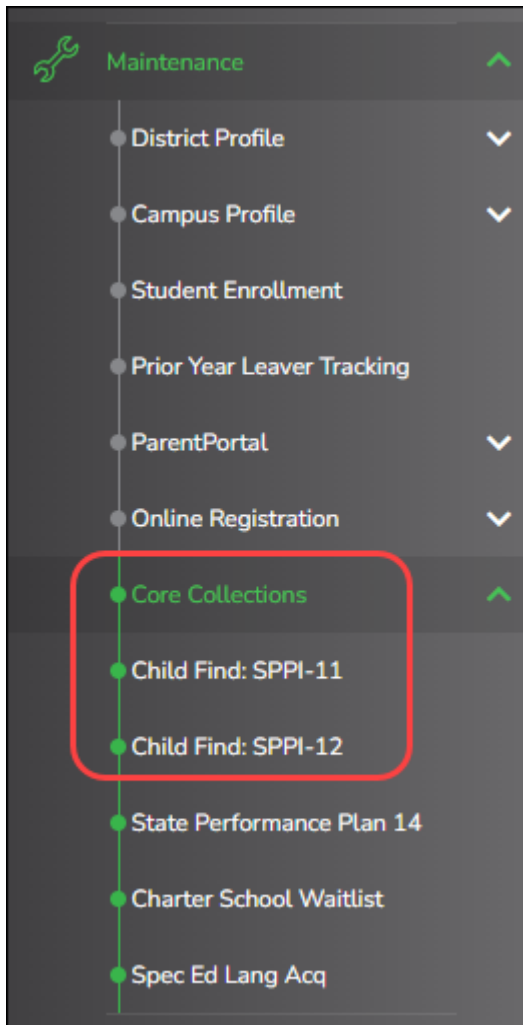 Maintenance
District Profile
Campus Profile
Student Enrollment
Prior Year Leaver Tracking
ParentPortal
Online Registration
Core Collections
Child Find: SPPI-11
Child Find: SPPI-12
State Performance Plan 14
Charter School Waitlist
Spec Ed Lang Acq